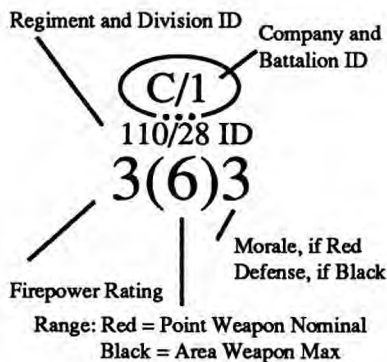 Regiment and Division ID
Company and
Battalion ID
C/1
110/28 ID
3(6)3
Morale, if Red
Defense, if Black
Firepower Rating
Range: Red = Point Weapon Nominal
Black = Area Weapon Max